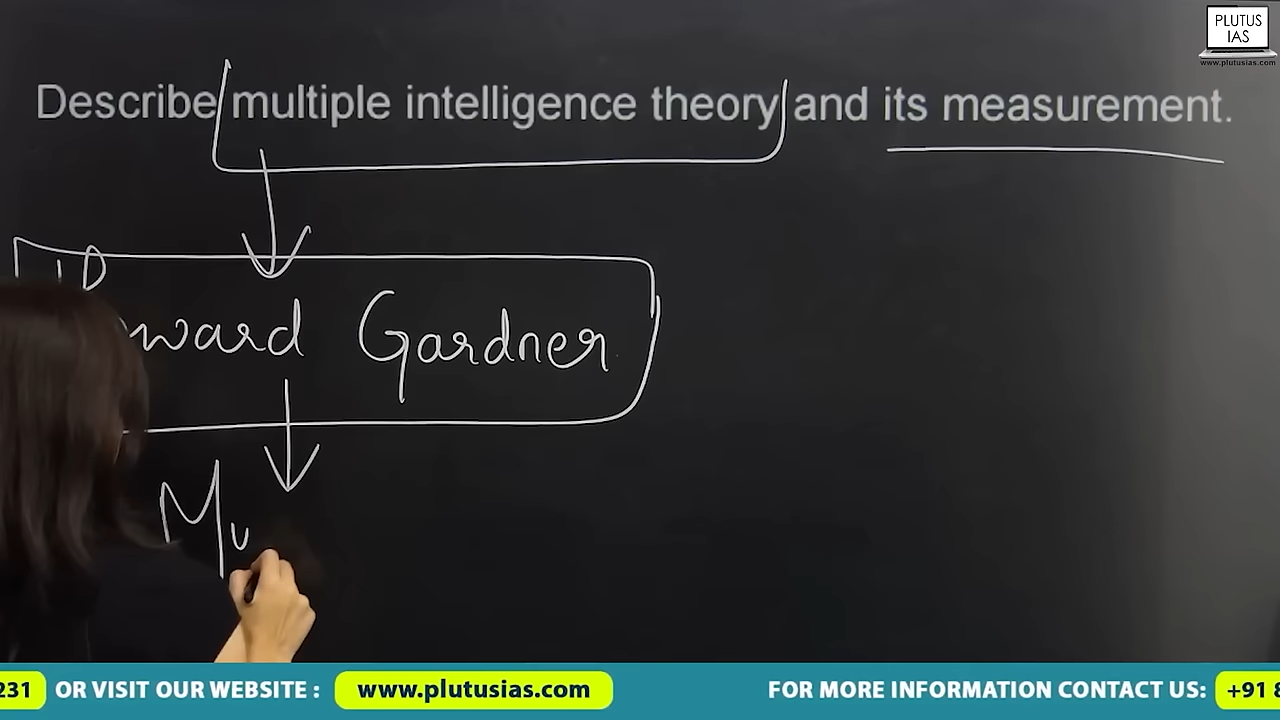 PLUTUS
IAS
www.plutusias.com
Describe multiple intelligence theory and its measurement.
Gardner
Mu
231 OR VISIT OUR WEBSITE : www.plutusias.com FOR MORE INFORMATION CONTACT US: +91 8